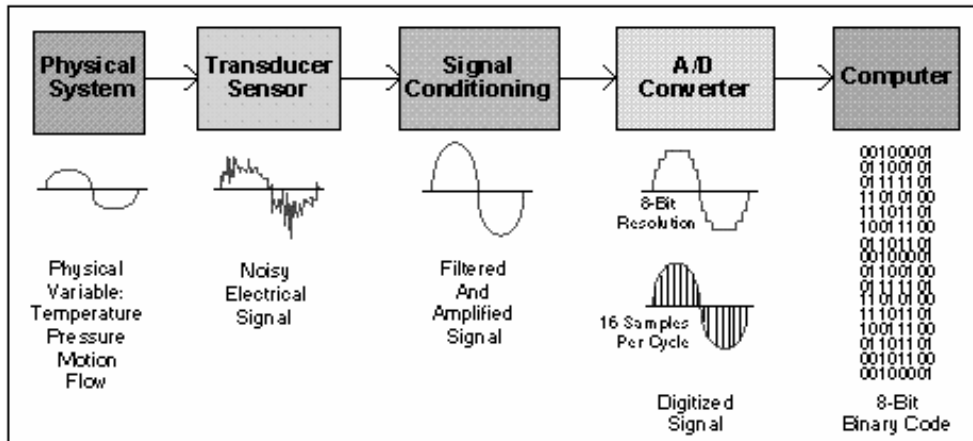 Physical
System
Transducer
Sensor
Signal
Conditioning
A/D
Converter
Computer
Physical
Variable:
Temperature
Pressure
Motion
Flow
Noisy
Electrical
Signal
Filtered
And
Amplified
Signal
8-Bit
Resolution
16 Samples
Per Cycle
Digitized
Signal
00100001
01100101
01111101
11010100
11101101
10011100
01101101
00100001
01100100
01111101
11010100
11101101
10011100
01101101
00101100
00100001
8-Bit
Binary Code